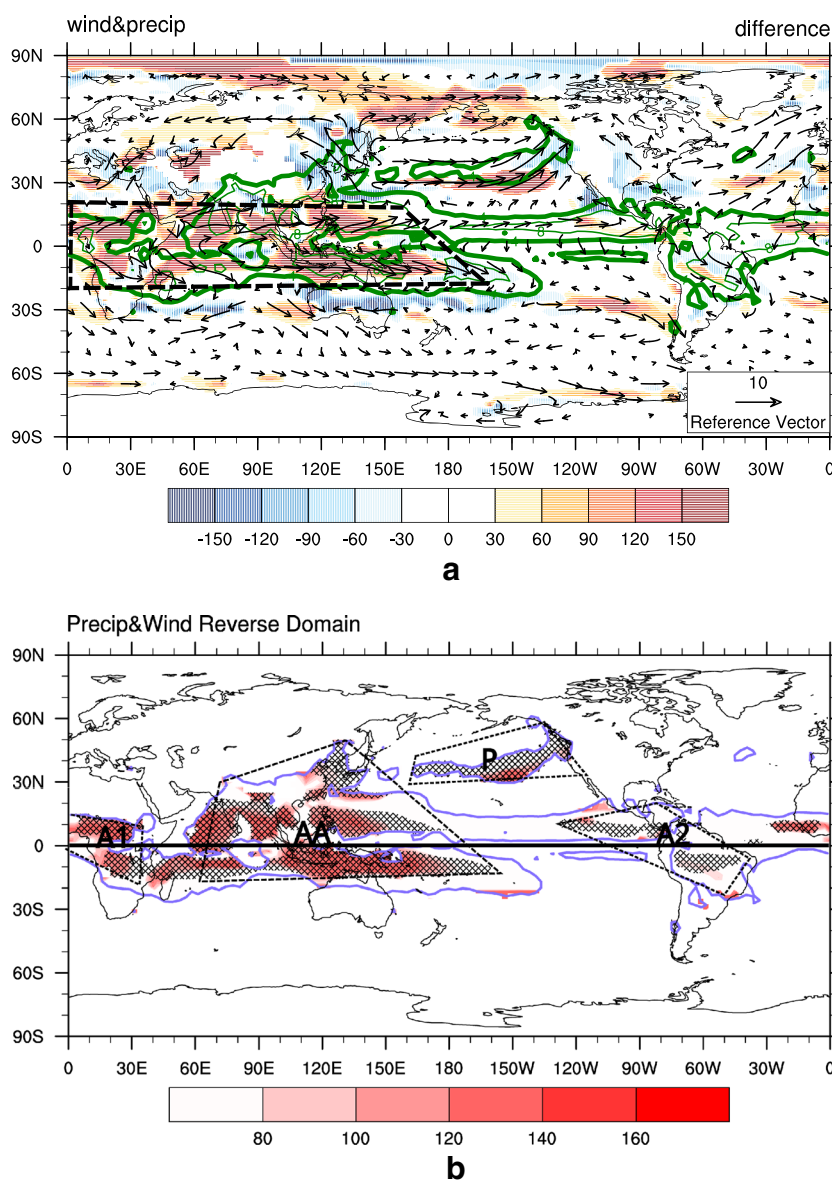 wind&precip difference
90N
60N
30N
0
30S
60S
90S
8
8
10
Reference Vector
0 30E 60E 90E 120E 150E 180 150W 120W 90W 60W 30W 0
-150 -120 -90 -60 -30 0 30 60 90 120 150
a
Precip&Wind Reverse Domain
90N
60N
P
30N
A1 AA A2
0
30S
60S
90S
0 30E 60E 90E 120E 150E 180 150W 120W 90W 60W 30W 0
80 100 120 140 160
b